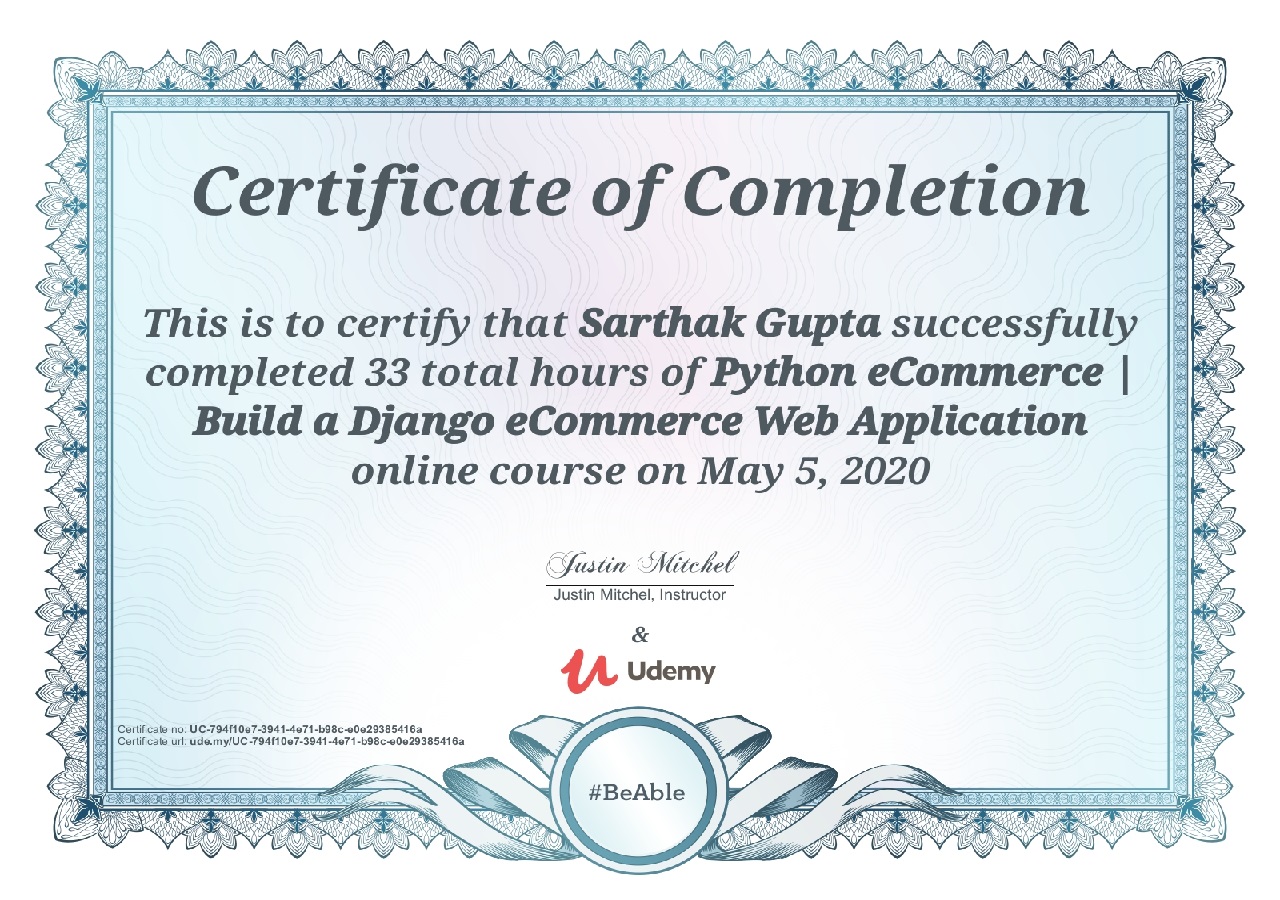 Certificate of Completion
This is to certify that Sarthak Gupta successfully
completed 33 total hours of Python eCommerce |
Build a Django eCommerce Web Application
online course on May 5, 2020
Justin Mitchel
Justin Mitchel, Instructor
&
Udemy
Certificate no: UC-794f10e7-3941-4e71-b98c-e0e29385416a
Certificate url: ude.my/UC-794f10e7-3941-4e71-b98c-e0e29385416a
#BeAble